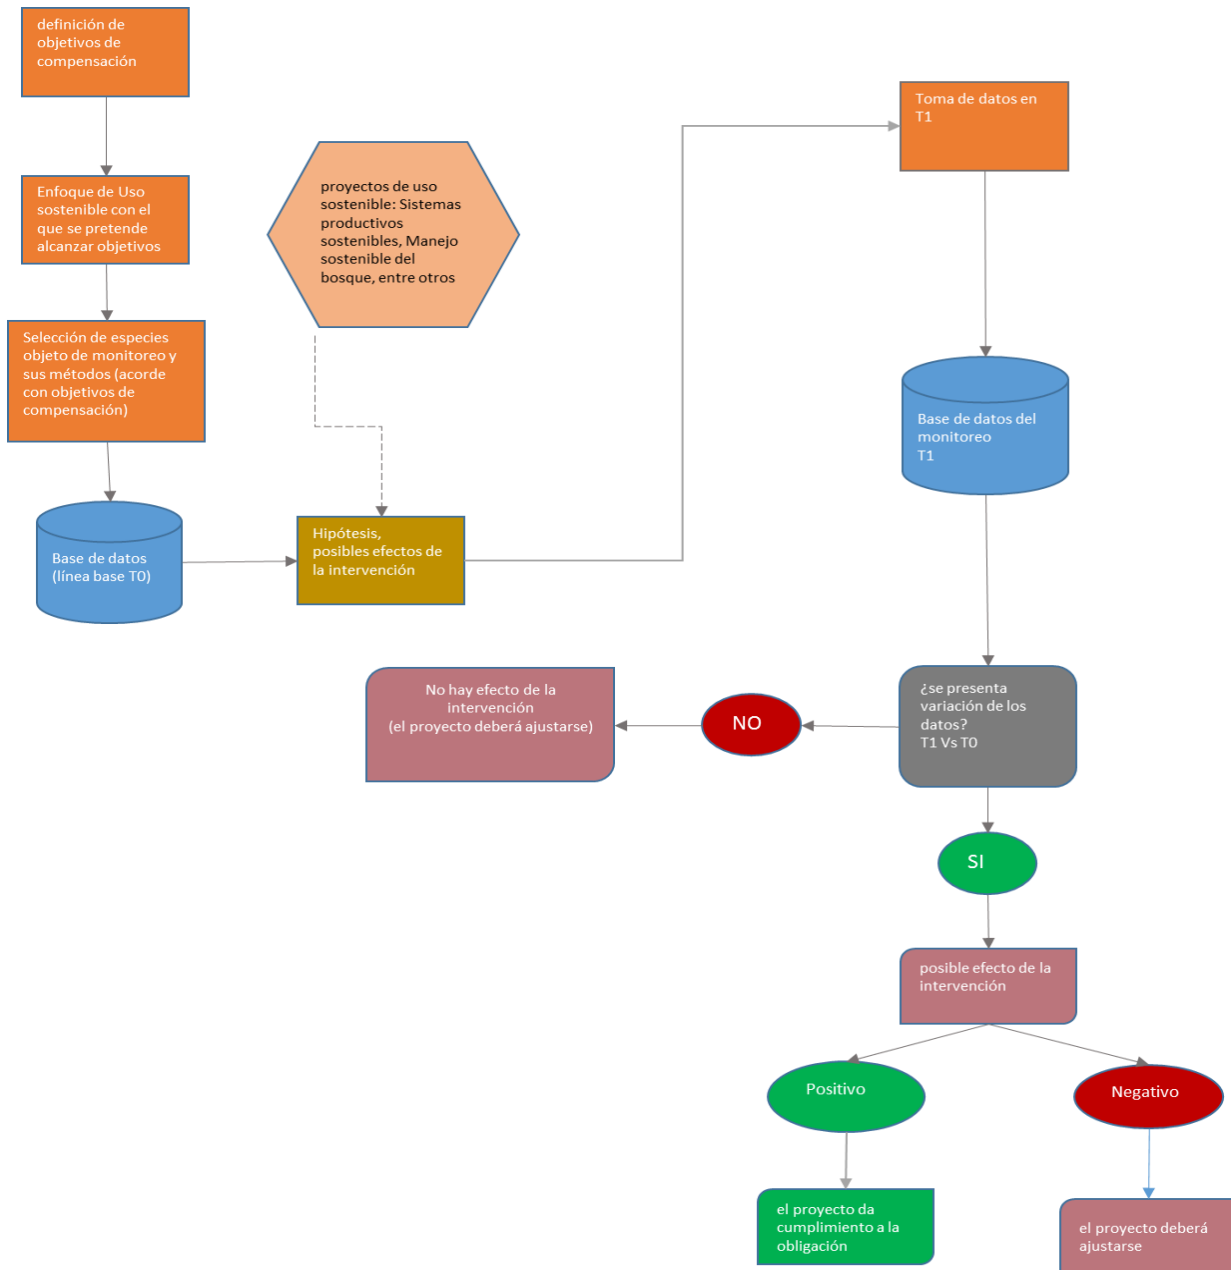 definición de
objetivos de
compensación
Enfoque de Uso
sostenible con el
que se pretende
alcanzar objetivos
Selección de especies
objeto de monitoreo y
sus métodos (acorde
con objetivos de
compensación)
Base de datos
(línea base T0)
proyectos de uso
sostenible: Sistemas
productivos
sostenibles, Manejo
sostenible del
bosque, entre otros
Hipótesis,
posibles efectos de
la intervención
Toma de datos en
T1
Base de datos del
monitoreo
T1
¿se presenta
variación de los
datos?
T1 Vs T0
NO
No hay efecto de la
intervención
(el proyecto deberá ajustarse)
SI
posible efecto de la
intervención
Positivo
Negativo
el proyecto da
cumplimiento a la
obligación
el proyecto deberá
ajustarse